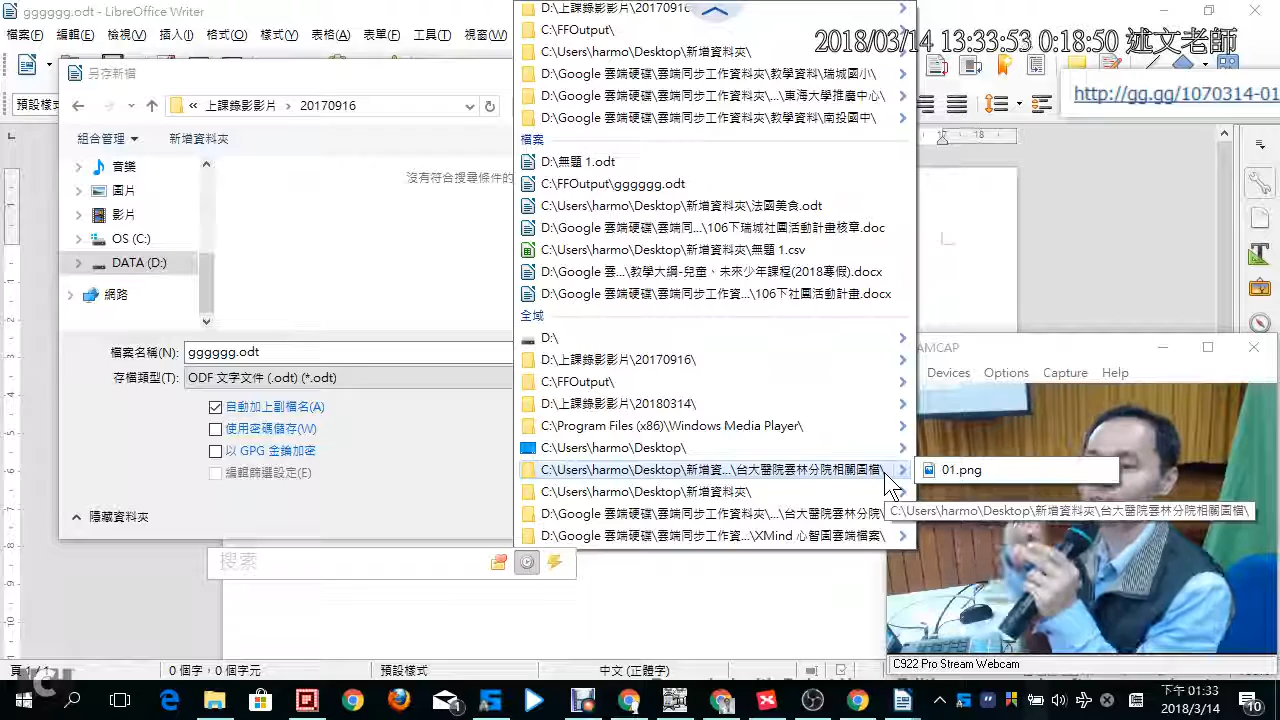 gggggg.odt - LibreOffice Writer
檔案(F) 編輯(E) 檢視(V) 插入(I) 格式(O) 樣式(Y) 表格(A) 表單(F) 工具(T) 視窗(W)
2018/03/14 13:33:53 0:18:50 述文老師
http://gg.gg/1070314-01
17 18
另存新檔
« 上課錄影影片 › 20170916
組合管理 新增資料夾
音樂
圖片
影片
OS (C:)
DATA (D:)
網路
沒有符合搜尋條件的
檔案名稱(N): gggggg.odt
存檔類型(T): ODF 文字文件 (.odt) (*.odt)
自動加上副檔名(A)
使用密碼儲存(W)
以 GPG 金鑰加密
編輯篩選設定(E)
隱藏資料夾
搜索
D:\上課錄影影片\20170916
C:\FFOutput\
C:\Users\harmo\Desktop\新增資料夾\
D:\Google 雲端硬碟\雲端同步工作資料夾\教學資料\瑞城國小\
D:\Google 雲端硬碟\雲端同步工作資料夾\...\東海大學推廣中心\
D:\Google 雲端硬碟\雲端同步工作資料夾\教學資料\南投國中\
檔案
D:\無題 1.odt
C:\FFOutput\gggggg.odt
C:\Users\harmo\Desktop\新增資料夾\法國美食.odt
D:\Google 雲端硬碟\雲端同...\106下瑞城社團活動計畫核章.doc
C:\Users\harmo\Desktop\新增資料夾\無題 1.csv
D:\Google 雲...\教學大綱-兒童、未來少年課程(2018寒假).docx
D:\Google 雲端硬碟\雲端同步工作資...\106下社團活動計畫.docx
全域
D:\
D:\上課錄影影片\20170916\
C:\FFOutput\
D:\上課錄影影片\20180314\
C:\Program Files (x86)\Windows Media Player\
C:\Users\harmo\Desktop\
C:\Users\harmo\Desktop\新增資...\台大醫院雲林分院相關圖檔\
C:\Users\harmo\Desktop\新增資料夾\
D:\Google 雲端硬碟\雲端同步工作資料夾\...\台大醫院雲林分院\
D:\Google 雲端硬碟\雲端同步工作資...\XMind 心智圖雲端檔案\
01.png
C:\Users\harmo\Desktop\新增資料夾\台大醫院雲林分院相關圖檔\
AMCAP
Devices Options Capture Help
C922 Pro Stream Webcam
頁 1 / 1 0 個字; 0 個字元 預設樣式 中文 (正體字)
下午 01:33
2018/3/14
10